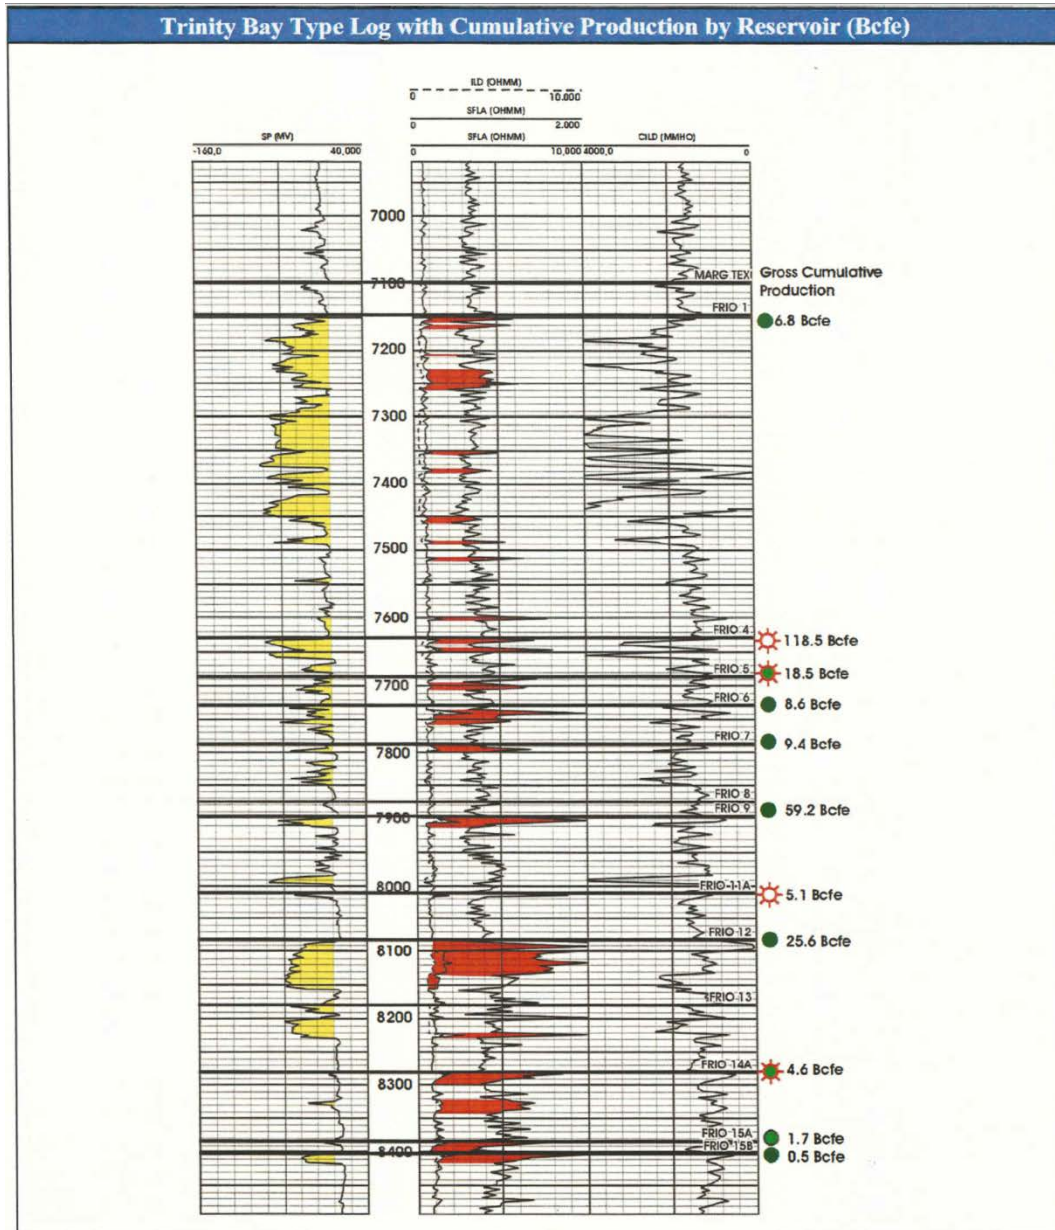 Trinity Bay Type Log with Cumulative Production by Reservoir (Bcfe)
ILD (OHMM)
0 10.000
SFLA (OHMM)
0 2.000
SP (MV) SFLA (OHMM) CILD (MMHO)
-160,0 40,000 0 10,000 4000,0 0
7000
MARG TEX
7100
Gross Cumulative
Production
FRIO 1
6.8 Bcfe
7200
7300
7400
7500
7600
FRIO 4
118.5 Bcfe
FRIO 5
18.5 Bcfe
7700
FRIO 6
8.6 Bcfe
FRIO 7
9.4 Bcfe
7800
FRIO 8
FRIO 9
59.2 Bcfe
7900
8000
FRIO 11A
5.1 Bcfe
FRIO 12
25.6 Bcfe
8100
FRIO 13
8200
FRIO 14A
4.6 Bcfe
8300
FRIO 15A
1.7 Bcfe
FRIO 15B
8400
0.5 Bcfe